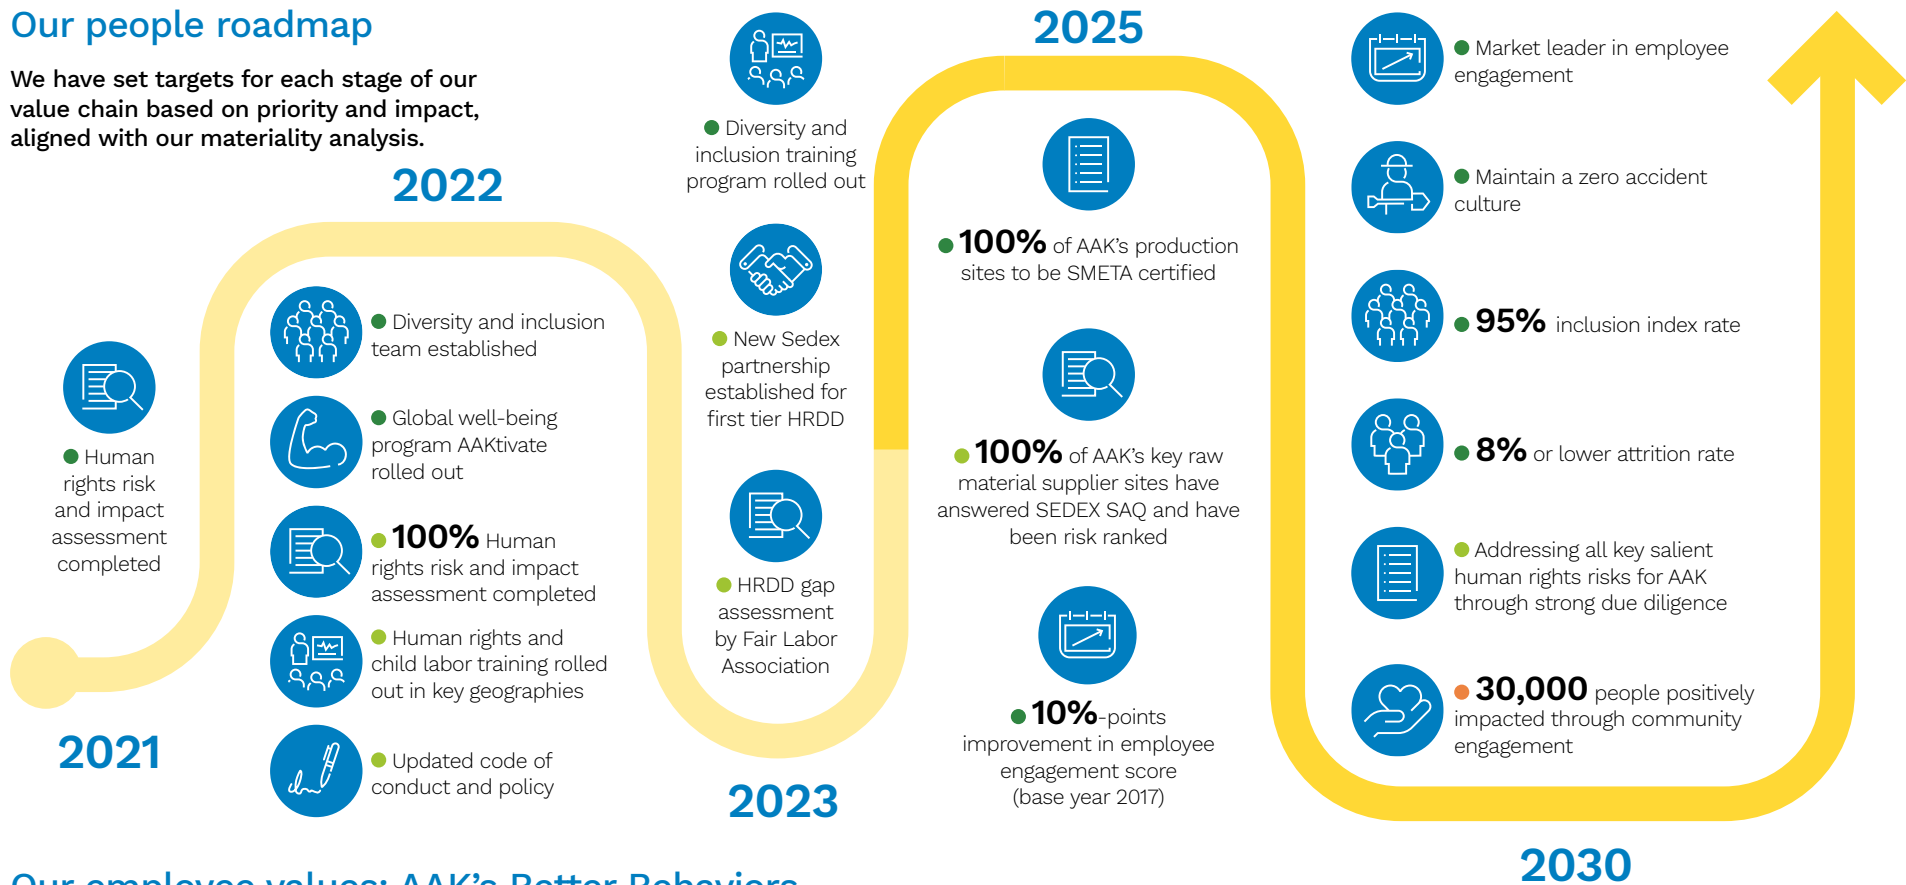 Our people roadmap
We have set targets for each stage of our
value chain based on priority and impact,
aligned with our materiality analysis.
2021
Human
rights risk
and impact
assessment
completed
2022
Diversity and inclusion
team established
Global well-being
program AAKtivate
rolled out
100% Human
rights risk and impact
assessment completed
Human rights and
child labor training rolled
out in key geographies
Updated code of
conduct and policy
2023
Diversity and
inclusion training
program rolled out
New Sedex
partnership
established for
first tier HRDD
HRDD gap
assessment
by Fair Labor
Association
2025
100% of AAK's production
sites to be SMETA certified
100% of AAK's key raw
material supplier sites have
answered SEDEX SAQ and have
been risk ranked
10%-points
improvement in employee
engagement score
(base year 2017)
2030
Market leader in employee
engagement
Maintain a zero accident
culture
95% inclusion index rate
8% or lower attrition rate
Addressing all key salient
human rights risks for AAK
through strong due diligence
30,000 people positively
impacted through community
engagement
Our employee values: AAK's Better Behaviors